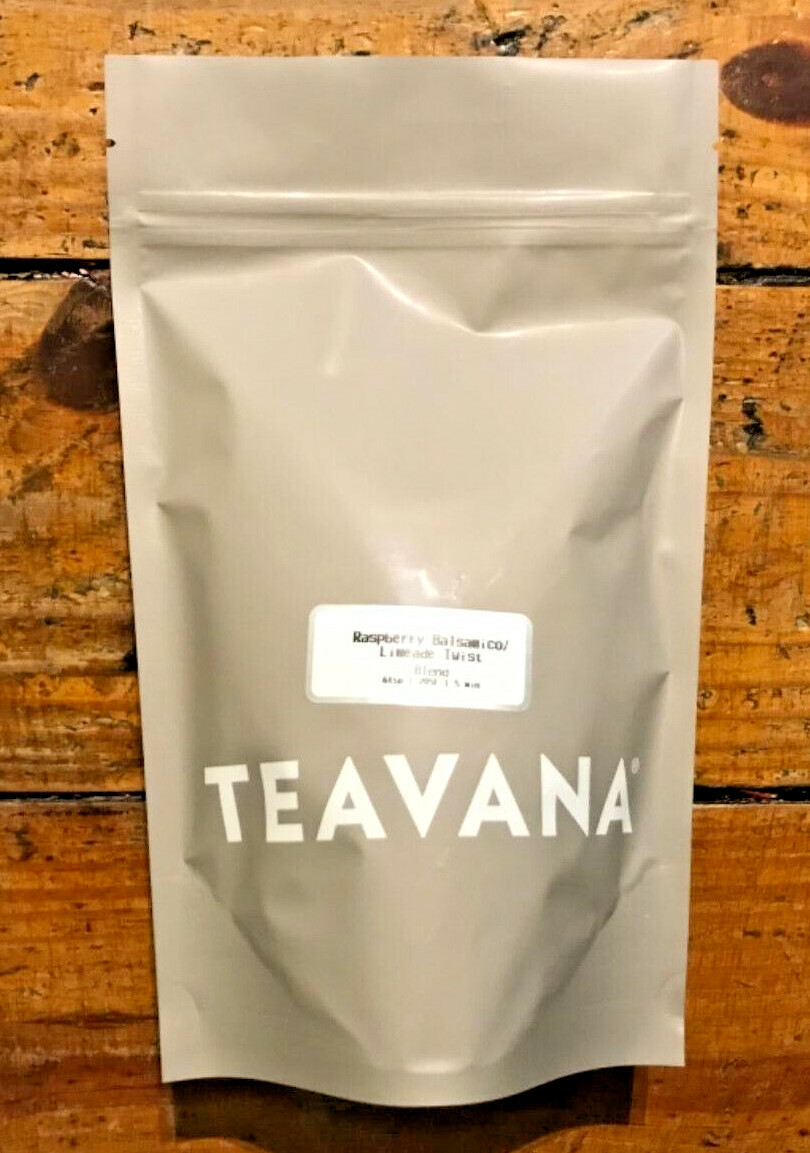 Raspberry Balsamico/
Limeade Twist
Blend
TEAVANA®